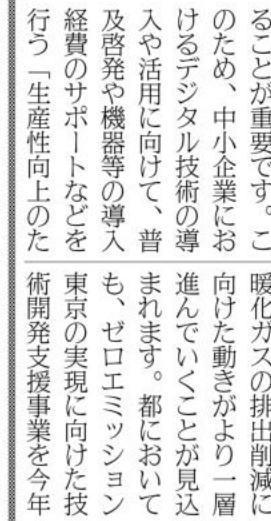 ることが重要です。こ
のため、中小企業にお
けるデジタル技術の導
入や活用に向けて、普
及啓発や機器等の導入
経費のサポートなどを
行う「生産性向上のた
暖化ガスの排出削減に
向けた動きがより一層
進んでいくことが見込
まれます。都において
も、ゼロエミッション
東京の実現に向けた技
術開発支援事業を今年